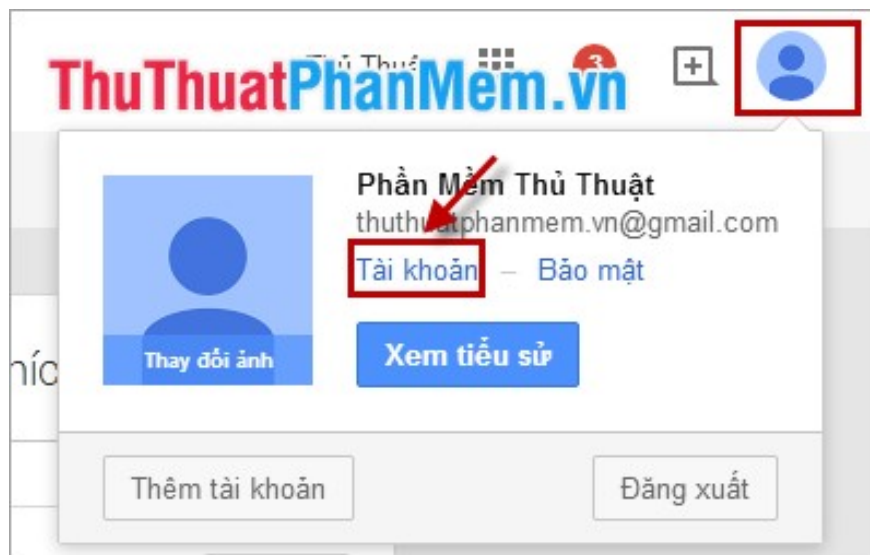 ThuThuatPhanMem.vn
3
Phần Mềm Thủ Thuật
thuthuatphanmem.vn@gmail.com
Tài khoản – Bảo mật
Thay đổi ảnh
Xem tiểu sử
Thêm tài khoản
Đăng xuất